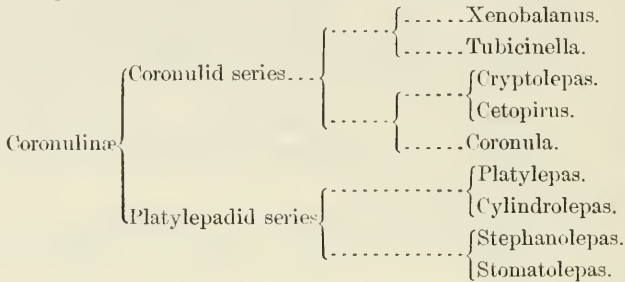 Xenobalanus.
Tubicinella.
Coronulid series
Cryptolepas.
Cetopirus.
Coronulinæ
Coronula.
Platylepas.
Cylindrolepas.
Platylepadid series
Stephanolepas.
Stomatolepas.